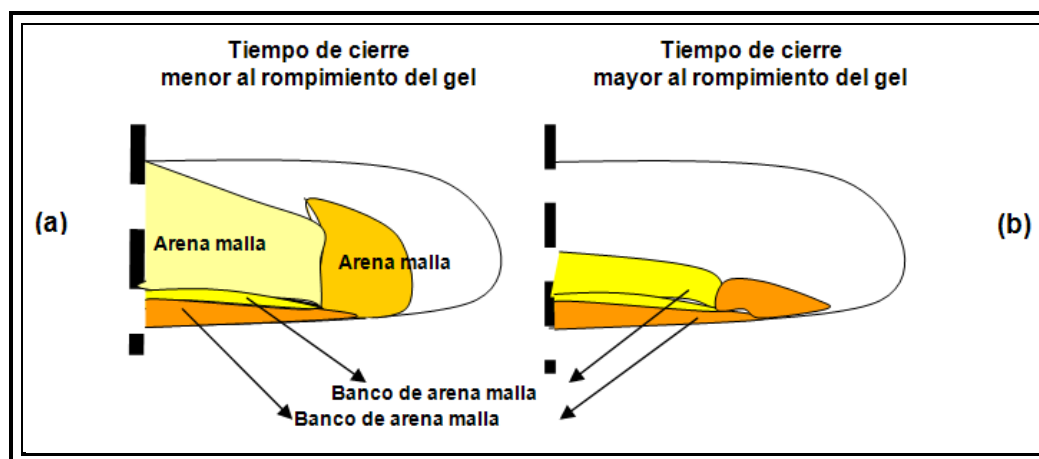 Tiempo de cierre
menor al rompimiento del gel
Tiempo de cierre
mayor al rompimiento del gel
(a)
Arena malla
Arena malla
(b)
Banco de arena malla
Banco de arena malla